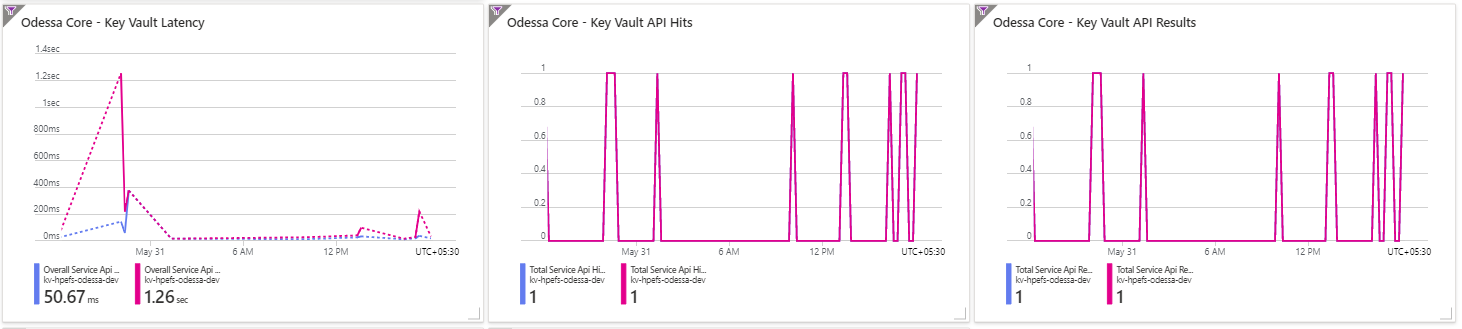 Odessa Core - Key Vault Latency
1.4sec
1.2sec
1sec
800ms
600ms
400ms
200ms
0ms
May 31
6 AM
12 PM
UTC+05:30
Overall Service Api ...
kv-hpefs-odessa-dev
50.67 ms
Overall Service Api ...
kv-hpefs-odessa-dev
1.26 sec
Odessa Core - Key Vault API Hits
1
0.8
0.6
0.4
0.2
0
May 31
6 AM
12 PM
UTC+05:30
Total Service Api Hi...
kv-hpefs-odessa-dev
1
Total Service Api Hi...
kv-hpefs-odessa-dev
1
Odessa Core - Key Vault API Results
1
0.8
0.6
0.4
0.2
0
May 31
6 AM
12 PM
UTC+05:30
Total Service Api Re...
kv-hpefs-odessa-dev
1
Total Service Api Re...
kv-hpefs-odessa-dev
1